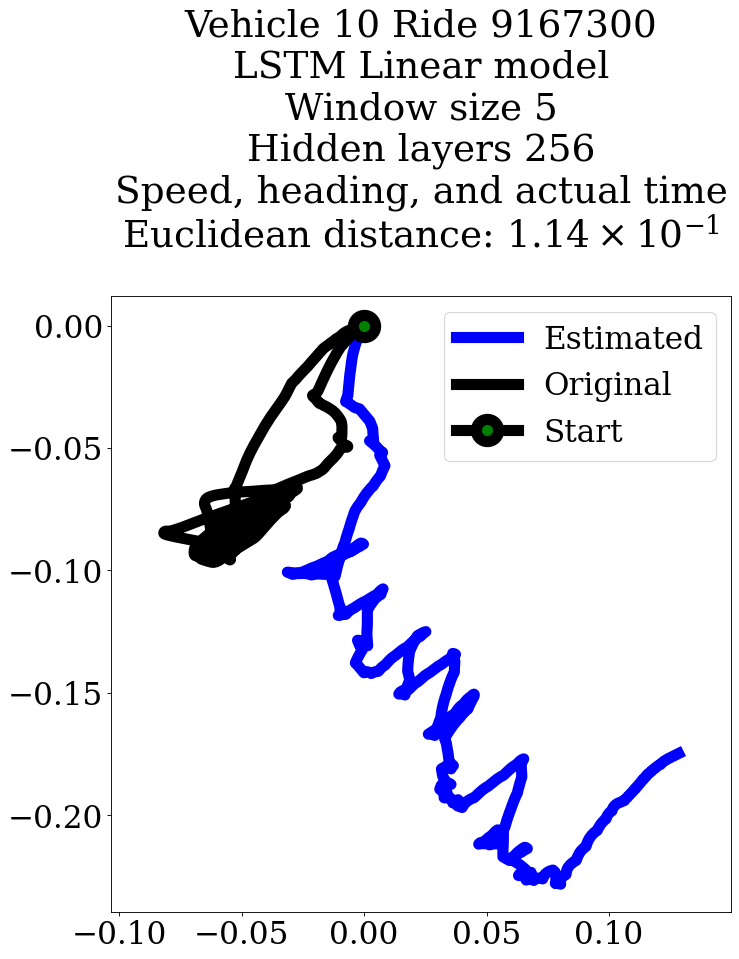 Vehicle 10 Ride 9167300
LSTM Linear model
Window size 5
Hidden layers 256
Speed, heading, and actual time
Euclidean distance: 1.14 × 10⁻¹
Estimated
Original
Start
0.00
−0.05
−0.10
−0.15
−0.20
−0.10 −0.05 0.00 0.05 0.10